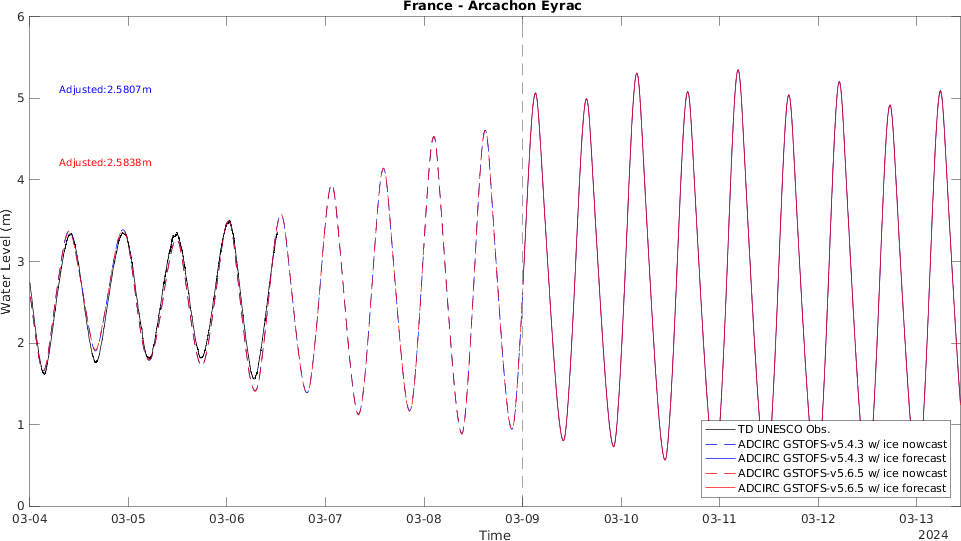 France - Arcachon Eyrac
6
Adjusted:2.5807m
5
Adjusted:2.5838m
4
3
Water Level (m)
2
1
0
TD UNESCO Obs.
ADCIRC GSTOFS-v5.4.3 w/ ice nowcast
ADCIRC GSTOFS-v5.4.3 w/ ice forecast
ADCIRC GSTOFS-v5.6.5 w/ ice nowcast
ADCIRC GSTOFS-v5.6.5 w/ ice forecast
03-04 03-05 03-06 03-07 03-08 03-09 03-10 03-11 03-12 03-13
Time
2024